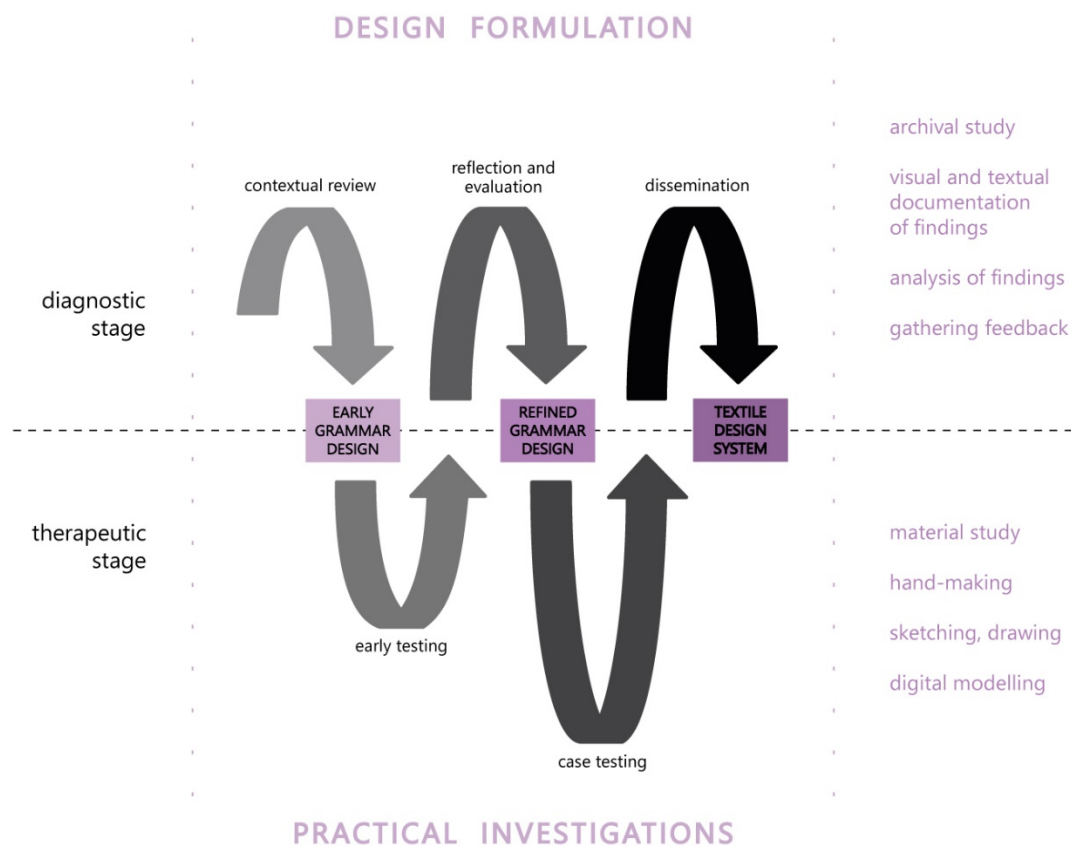 DESIGN FORMULATION
contextual review
reflection and
evaluation
dissemination
archival study
visual and textual
documentation
of findings
analysis of findings
gathering feedback
diagnostic
stage
EARLY
GRAMMAR
DESIGN
REFINED
GRAMMAR
DESIGN
TEXTILE
DESIGN
SYSTEM
therapeutic
stage
early testing
case testing
material study
hand-making
sketching, drawing
digital modelling
PRACTICAL INVESTIGATIONS